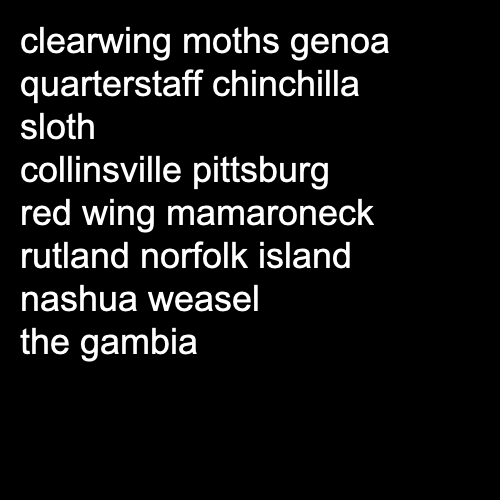 clearwing moths genoa
quarterstaff chinchilla
sloth
collinsville pittsburg
red wing mamaroneck
rutland norfolk island
nashua weasel
the gambia